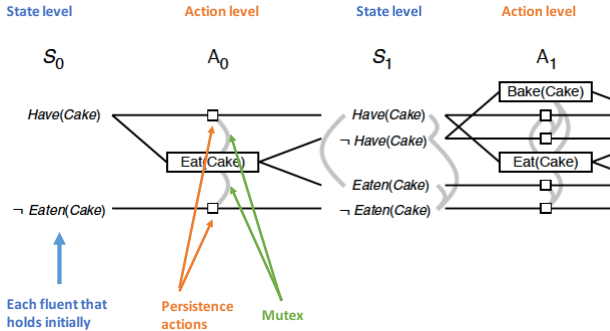 State level
Action level
State level
Action level
S0
A0
S1
A1
Bake(Cake)
Have(Cake)
Have(Cake)
¬ Have(Cake)
Eat(Cake)
Eat(Cake)
Eaten(Cake)
¬ Eaten(Cake)
¬ Eaten(Cake)
Each fluent that
holds initially
Persistence
actions
Mutex